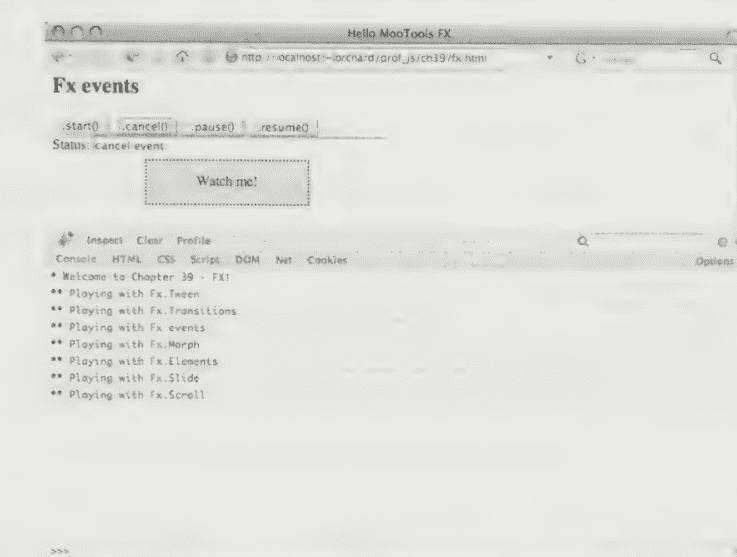 Hello MooTools FX
Fx events
.start() .cancel() .pause() .resume()
Status: cancel event
Watch me!
Inspect Clear Profile
Console HTML CSS Script DOM Net Cookies Options
* Welcome to Chapter 39 - FX!
** Playing with Fx.Tween
** Playing with Fx.Transitions
** Playing with Fx events
** Playing with Fx.Morph
** Playing with Fx.Elements
** Playing with Fx.Slide
** Playing with Fx.Scroll
>>>